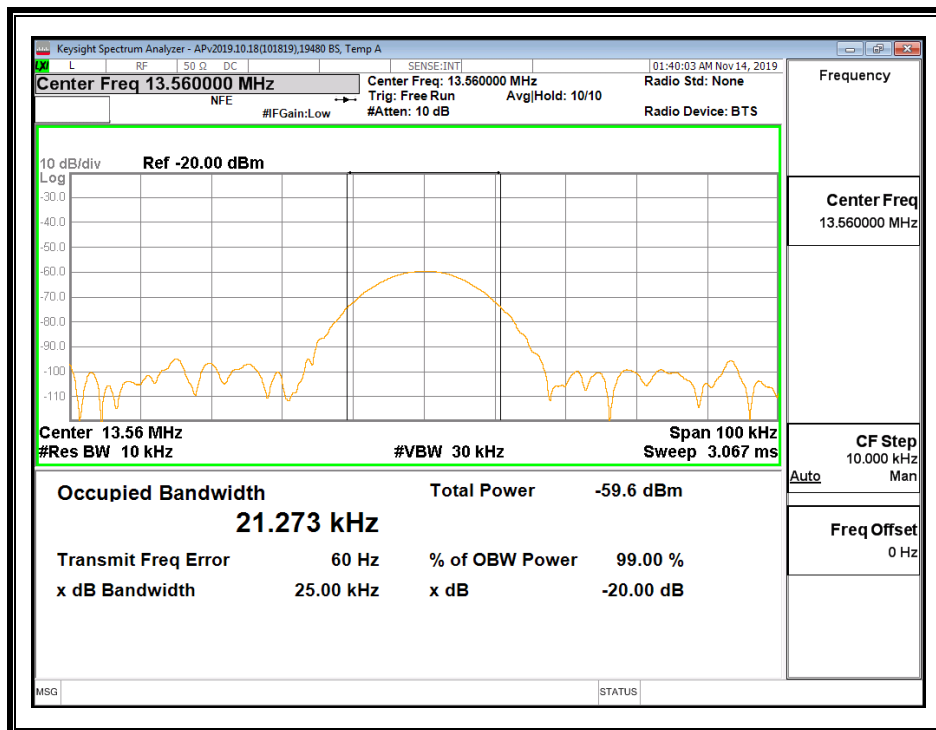 Keysight Spectrum Analyzer - APv2019.10.18(101819),19480 BS, Temp A
LXI L RF 50 Ω DC SENSE:INT 01:40:03 AM Nov 14, 2019
Center Freq 13.560000 MHz
NFE
#IFGain:Low
Center Freq: 13.560000 MHz
Trig: Free Run Avg|Hold: 10/10
#Atten: 10 dB
Radio Std: None
Radio Device: BTS
10 dB/div Ref -20.00 dBm
Log
-30.0
-40.0
-50.0
-60.0
-70.0
-80.0
-90.0
-100
-110
Center 13.56 MHz Span 100 kHz
#Res BW 10 kHz #VBW 30 kHz Sweep 3.067 ms
Occupied Bandwidth Total Power -59.6 dBm
21.273 kHz
Transmit Freq Error 60 Hz % of OBW Power 99.00 %
x dB Bandwidth 25.00 kHz x dB -20.00 dB
MSG STATUS
Frequency
Center Freq
13.560000 MHz
CF Step
10.000 kHz
Auto Man
Freq Offset
0 Hz